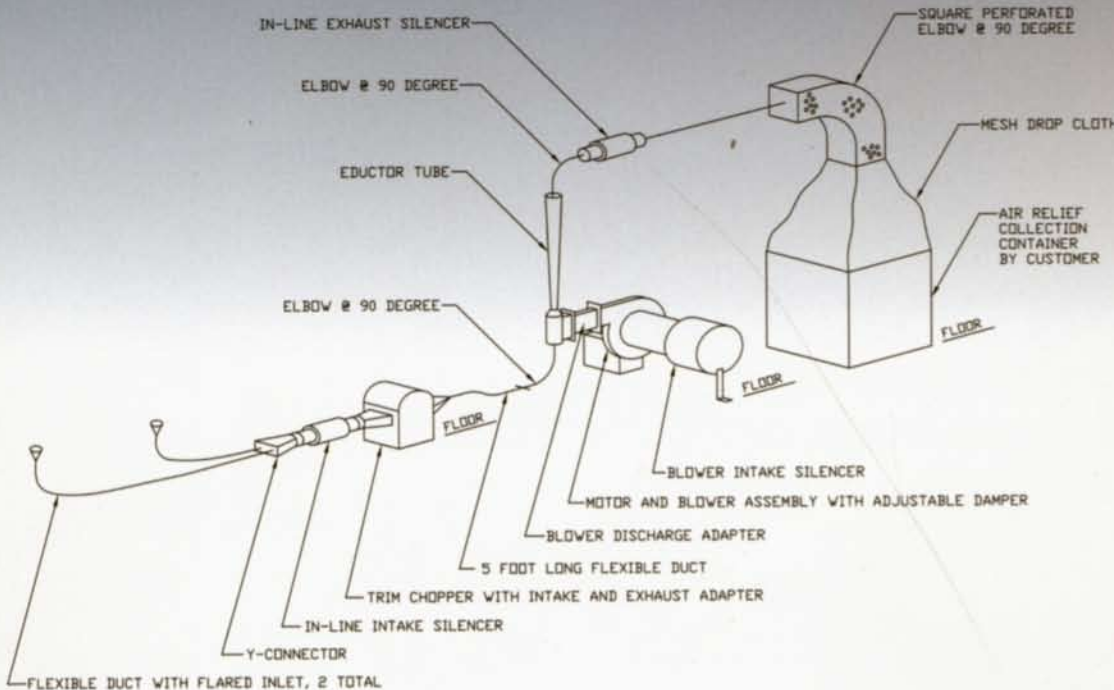 IN-LINE EXHAUST SILENCER
SQUARE PERFORATED
ELBOW @ 90 DEGREE
ELBOW @ 90 DEGREE
MESH DROP CLOTH
EDUCTOR TUBE
AIR RELIEF
COLLECTION
CONTAINER
BY CUSTOMER
ELBOW @ 90 DEGREE
FLOOR
FLOOR
FLOOR
BLOWER INTAKE SILENCER
MOTOR AND BLOWER ASSEMBLY WITH ADJUSTABLE DAMPER
BLOWER DISCHARGE ADAPTER
5 FOOT LONG FLEXIBLE DUCT
TRIM CHOPPER WITH INTAKE AND EXHAUST ADAPTER
IN-LINE INTAKE SILENCER
Y-CONNECTOR
FLEXIBLE DUCT WITH FLARED INLET, 2 TOTAL